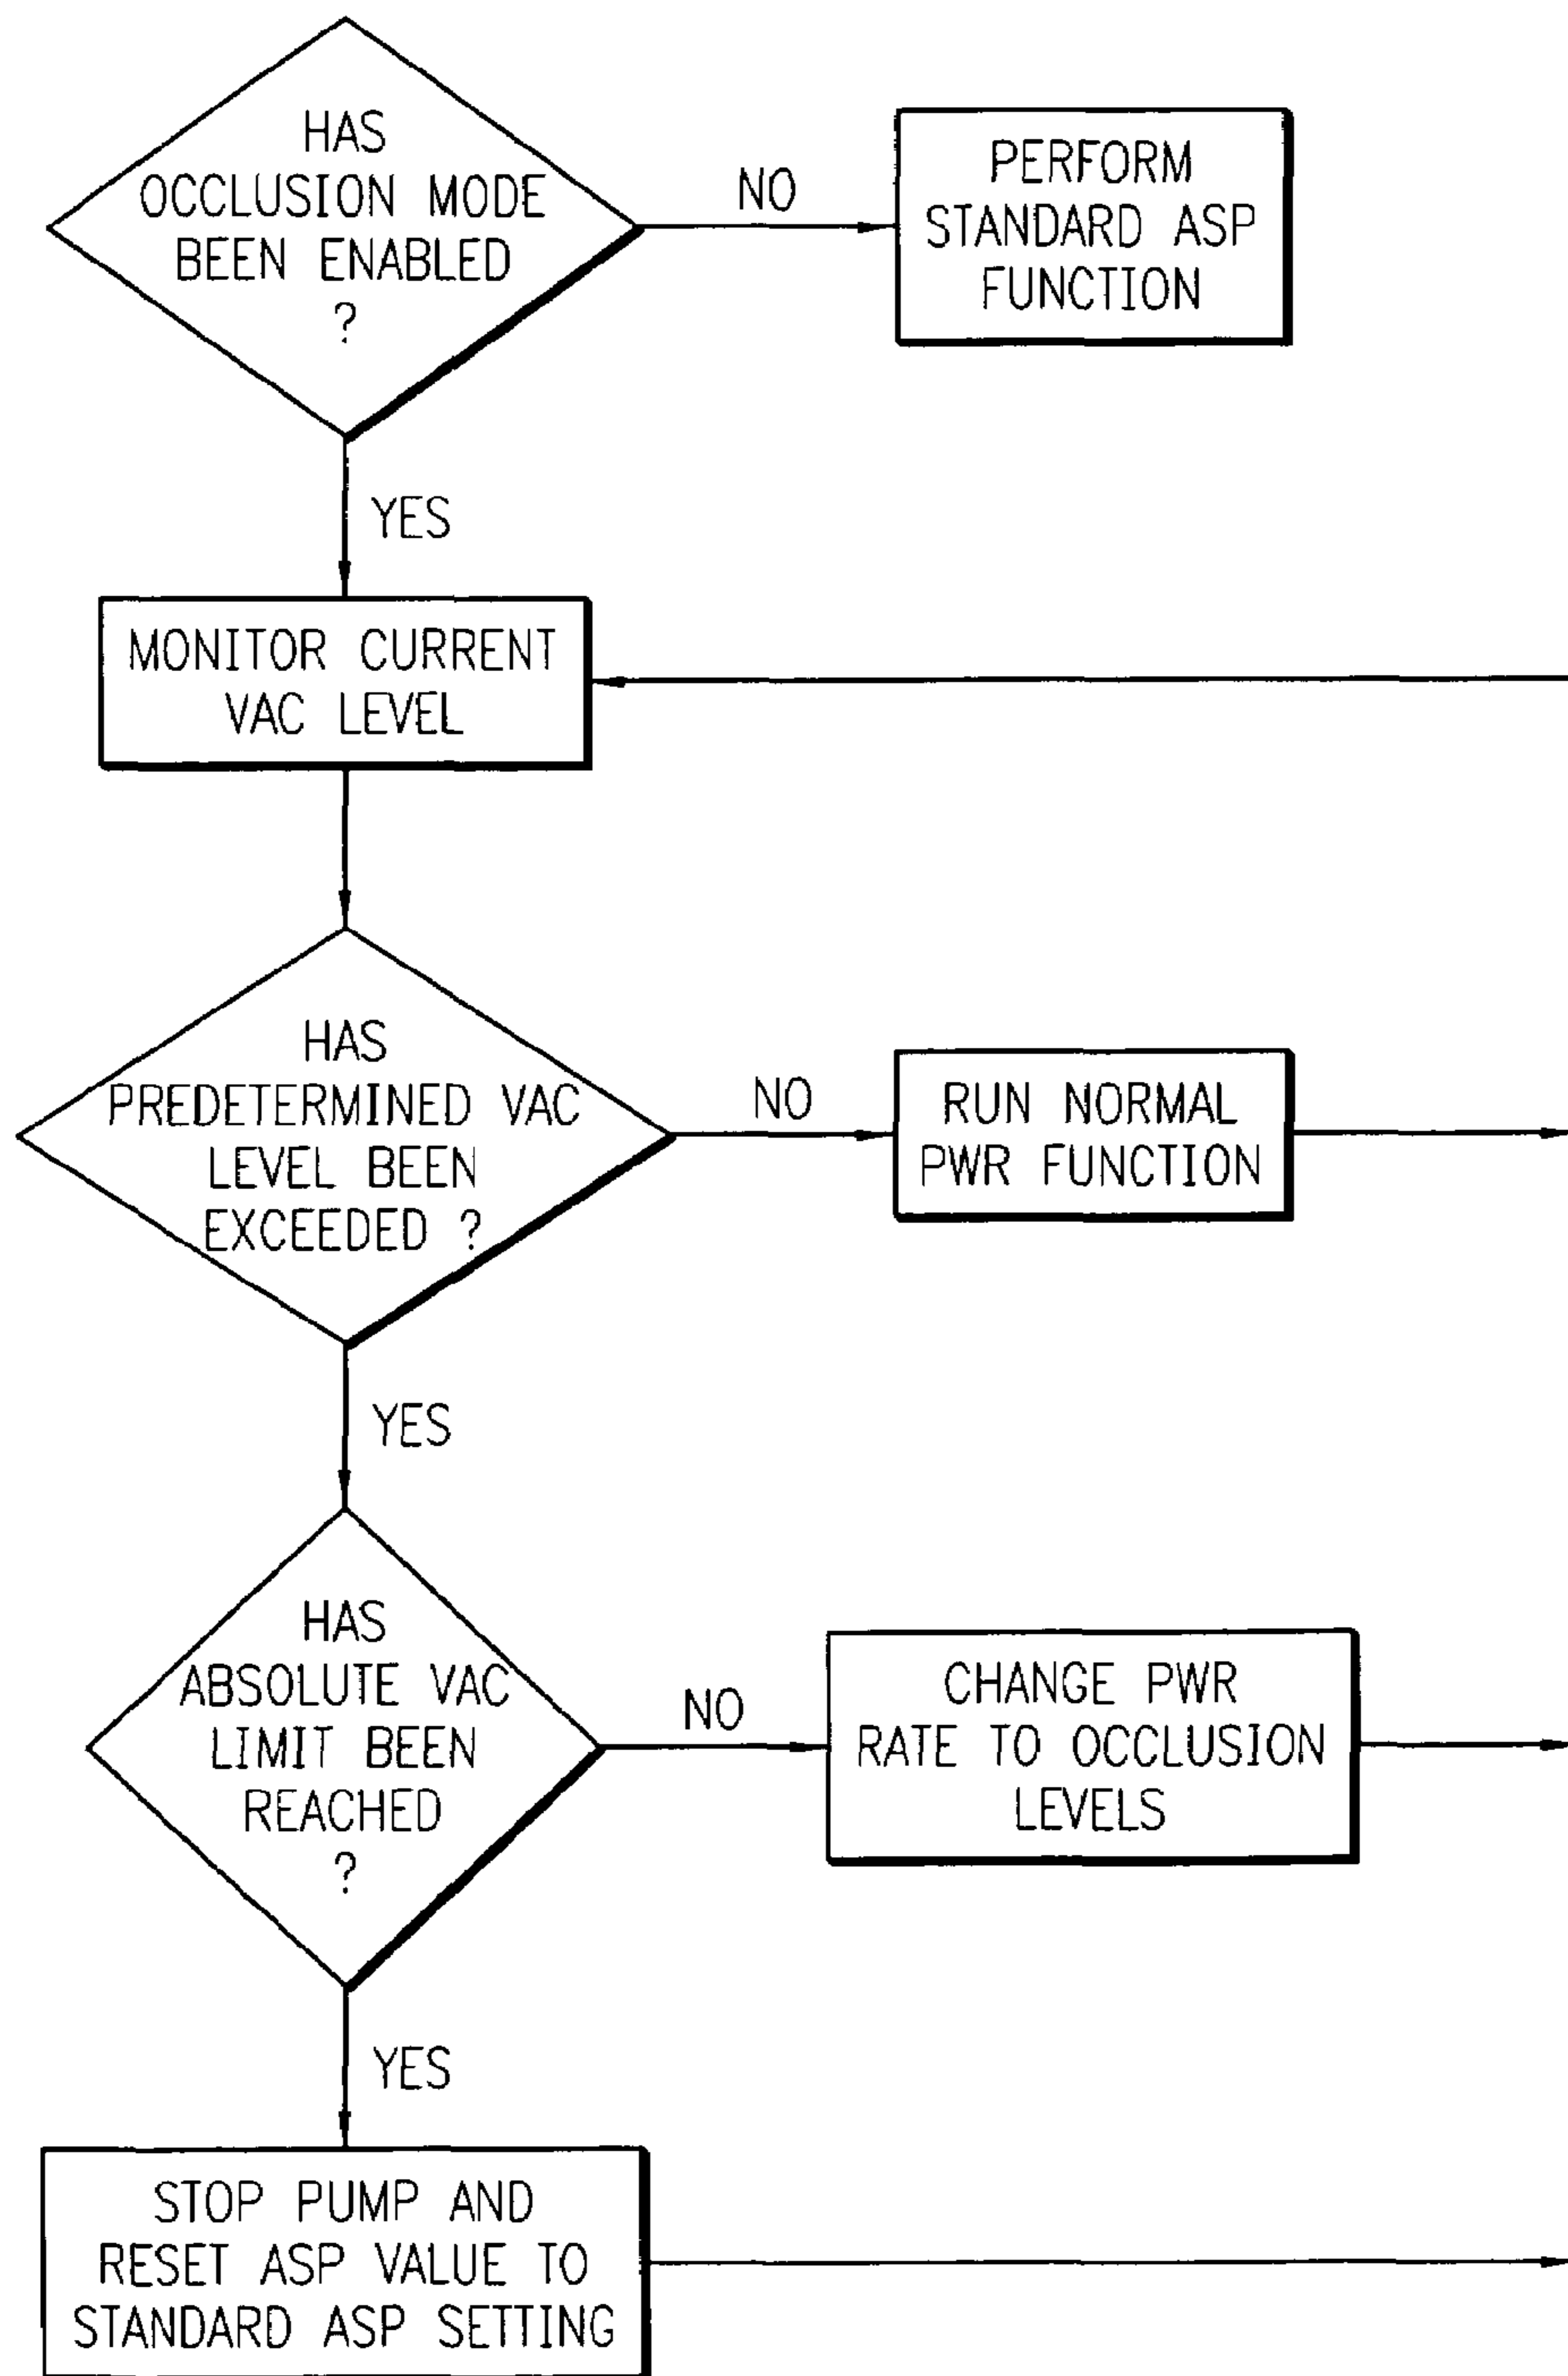 HAS
OCCLUSION MODE
BEEN ENABLED
?
NO
PERFORM
STANDARD ASP
FUNCTION
YES
MONITOR CURRENT
VAC LEVEL
HAS
PREDETERMINED VAC
LEVEL BEEN
EXCEEDED ?
NO
RUN NORMAL
PWR FUNCTION
YES
HAS
ABSOLUTE VAC
LIMIT BEEN
REACHED
?
NO
CHANGE PWR
RATE TO OCCLUSION
LEVELS
YES
STOP PUMP AND
RESET ASP VALUE TO
STANDARD ASP SETTING